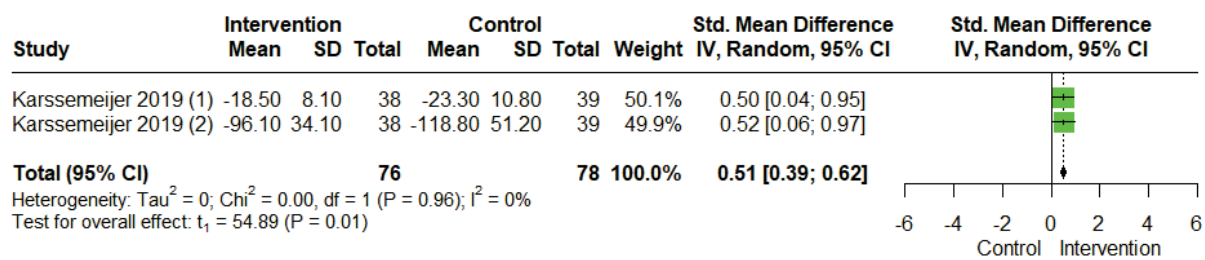 Intervention Control Std. Mean Difference Std. Mean Difference
Study Mean SD Total Mean SD Total Weight IV, Random, 95% CI IV, Random, 95% CI
Karssemeijer 2019 (1) -18.50 8.10 38 -23.30 10.80 39 50.1% 0.50 [0.04; 0.95]
Karssemeijer 2019 (2) -96.10 34.10 38 -118.80 51.20 39 49.9% 0.52 [0.06; 0.97]
Total (95% CI) 76 78 100.0% 0.51 [0.39; 0.62]
Heterogeneity: Tau² = 0; Chi² = 0.00, df = 1 (P = 0.96); I² = 0%
Test for overall effect: t₁ = 54.89 (P = 0.01)
-6 -4 -2 0 2 4 6
Control Intervention